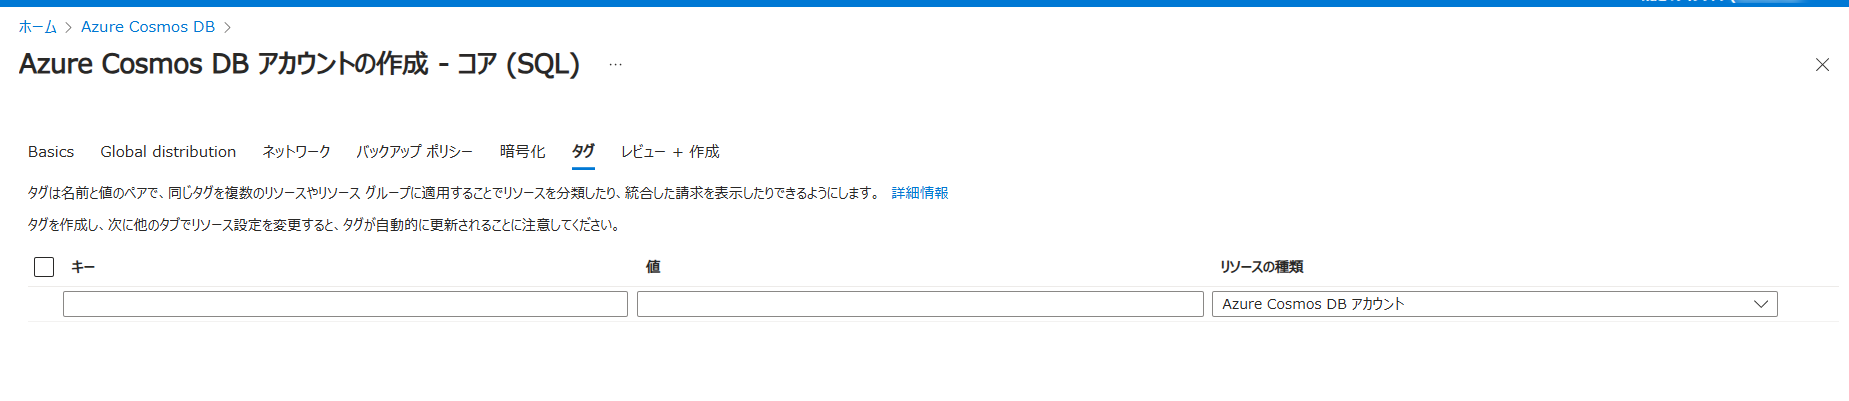 ホーム > Azure Cosmos DB >
Azure Cosmos DB アカウントの作成 - コア (SQL) ...
Basics Global distribution ネットワーク バックアップ ポリシー 暗号化 タグ レビュー + 作成
タグは名前と値のペアで、同じタグを複数のリソースやリソース グループに適用することでリソースを分類したり、統合した請求を表示したりできるようにします。 詳細情報
タグを作成し、次に他のタブでリソース設定を変更すると、タグが自動的に更新されることに注意してください。
キー 値 リソースの種類
Azure Cosmos DB アカウント